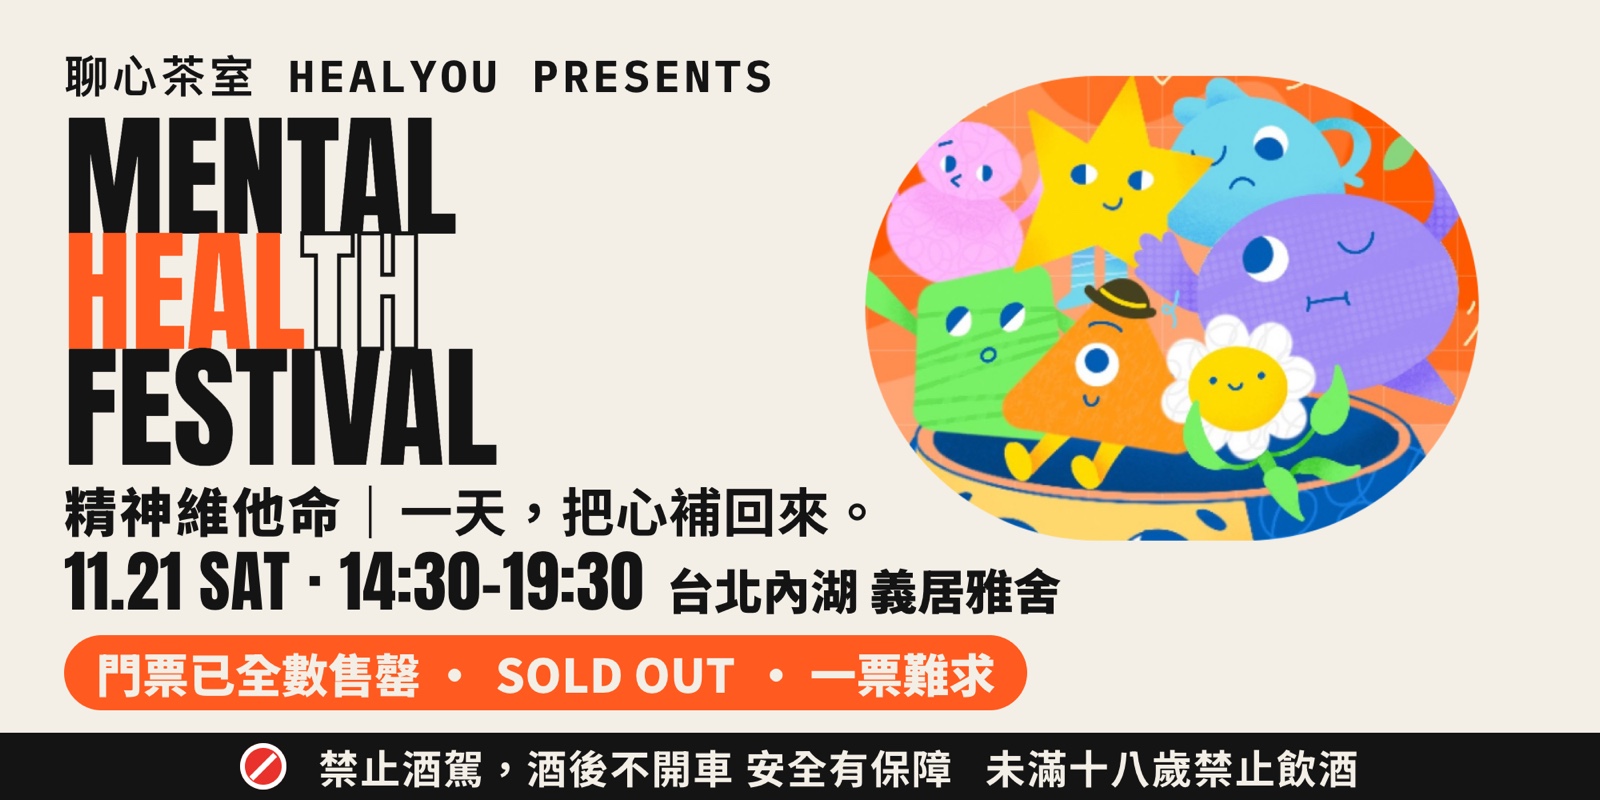 聊心茶室 HEALYOU PRESENTS
MENTAL
HEALTH
FESTIVAL
精神維他命｜一天，把心補回來。
11.21 SAT · 14:30-19:30 台北內湖 義居雅舍
門票已全數售罄 · SOLD OUT · 一票難求
禁止酒駕，酒後不開車 安全有保障 未滿十八歲禁止飲酒